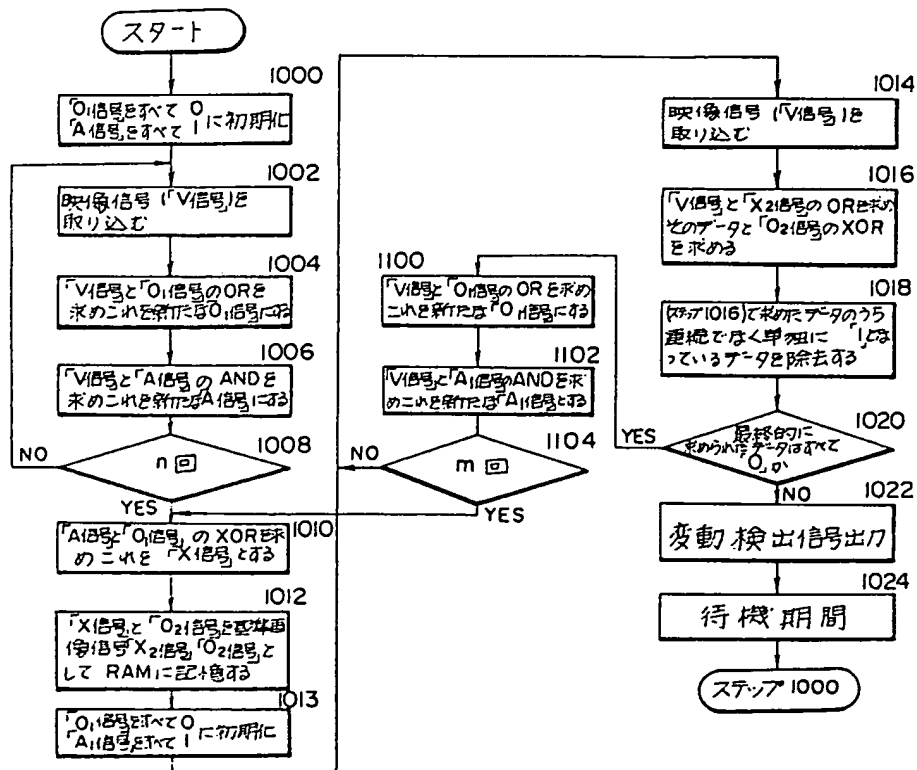 スタート
1000
「O₁信号」をすべて 0
「A信号」をすべて 1 に初期化
1002
映像信号(「V信号」)を
取り込む
1004
「V信号」と「O₁信号」のORを
求めこれを新たな「O₁信号」にする
1006
「V信号」と「A信号」のANDを
求めこれを新たな「A信号」にする
1008
n回
NO
YES
1010
「A信号」と「O₁信号」のXORを求
めこれを「X信号」とする
1012
「X信号」と「O₂信号」を基準画
像信号「X₂信号」「O₂信号」と
して RAMに記憶する
1013
「O₁信号」をすべて 0
「A₁信号」をすべて 1 に初期化
1100
「V信号」と「O₁信号」のORを求め
これを新たな「O₁信号」にする
1102
「V信号」と「A₁信号」のANDを求
めこれを新たな「A₁信号」とする
1104
m回
NO
YES
1014
映像信号(「V信号」)を
取り込む
1016
「V信号」と「X₂信号」のORを求め
そのデータと「O₂信号」のXOR
を求める
1018
(ステップ1016)で求めたデータのうち
連続でなく単独に「1」とな
っているデータを除去する
1020
最終的に
求められたデータはすべて
「0」か
YES
NO
1022
変動検出信号出力
1024
待機期間
ステップ1000